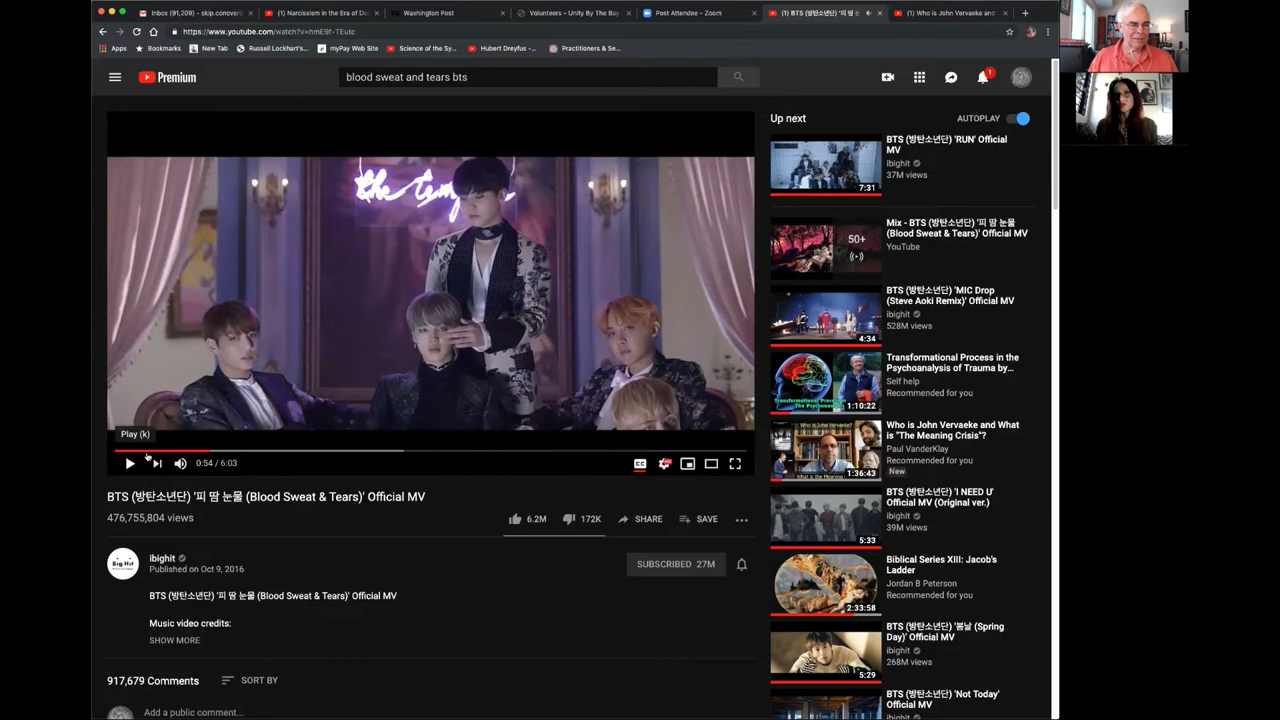 Inbox (91,209) - skip.conover
(1) Narcissism in the Era of Do
Washington Post
Volunteers – Unity By The Bay
Post Attendee - Zoom
(1) BTS (방탄소년단) '피 땀 눈
(1) Who is John Vervaeke and
https://www.youtube.com/watch?v=hmE9f-TEutc
Apps
Bookmarks
New Tab
Russell Lockhart's...
myPay Web Site
Science of the Sy...
Hubert Dreyfus -...
Practitioners & Se...
Premium
blood sweat and tears bts
1
the
Play (k)
0:54 / 6:03
CC
BTS (방탄소년단) '피 땀 눈물 (Blood Sweat & Tears)' Official MV
476,755,804 views
6.2M
172K
SHARE
SAVE
Big Hit
ibighit
Published on Oct 9, 2016
SUBSCRIBED 27M
BTS (방탄소년단) '피 땀 눈물 (Blood Sweat & Tears)' Official MV
Music video credits:
SHOW MORE
917,679 Comments
SORT BY
Add a public comment...
Up next
AUTOPLAY
BTS (방탄소년단) 'RUN' Official
MV
ibighit
37M views
7:31
Mix - BTS (방탄소년단) '피 땀 눈물
(Blood Sweat & Tears)' Official MV
YouTube
50+
BTS (방탄소년단) 'MIC Drop
(Steve Aoki Remix)' Official MV
ibighit
528M views
4:34
Transformational Process in the
Psychoanalysis of Trauma by...
Self help
Recommended for you
1:10:22
Who is John Vervaeke and What
is "The Meaning Crisis"?
Paul VanderKlay
Recommended for you
New
1:36:43
BTS (방탄소년단) 'I NEED U'
Official MV (Original ver.)
ibighit
39M views
5:33
Biblical Series XIII: Jacob's
Ladder
Jordan B Peterson
Recommended for you
2:33:58
BTS (방탄소년단) '봄날 (Spring
Day)' Official MV
ibighit
268M views
5:29
BTS (방탄소년단) 'Not Today'
Official MV
ibighit